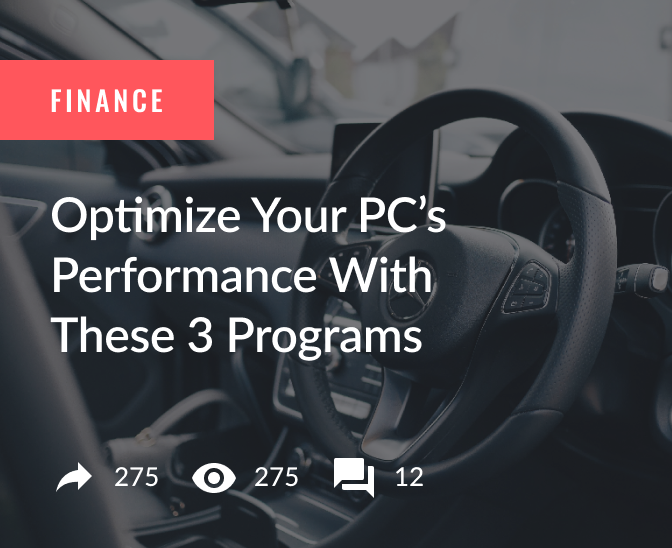 FINANCE
Optimize Your PC’s
Performance With
These 3 Programs
275 275 12